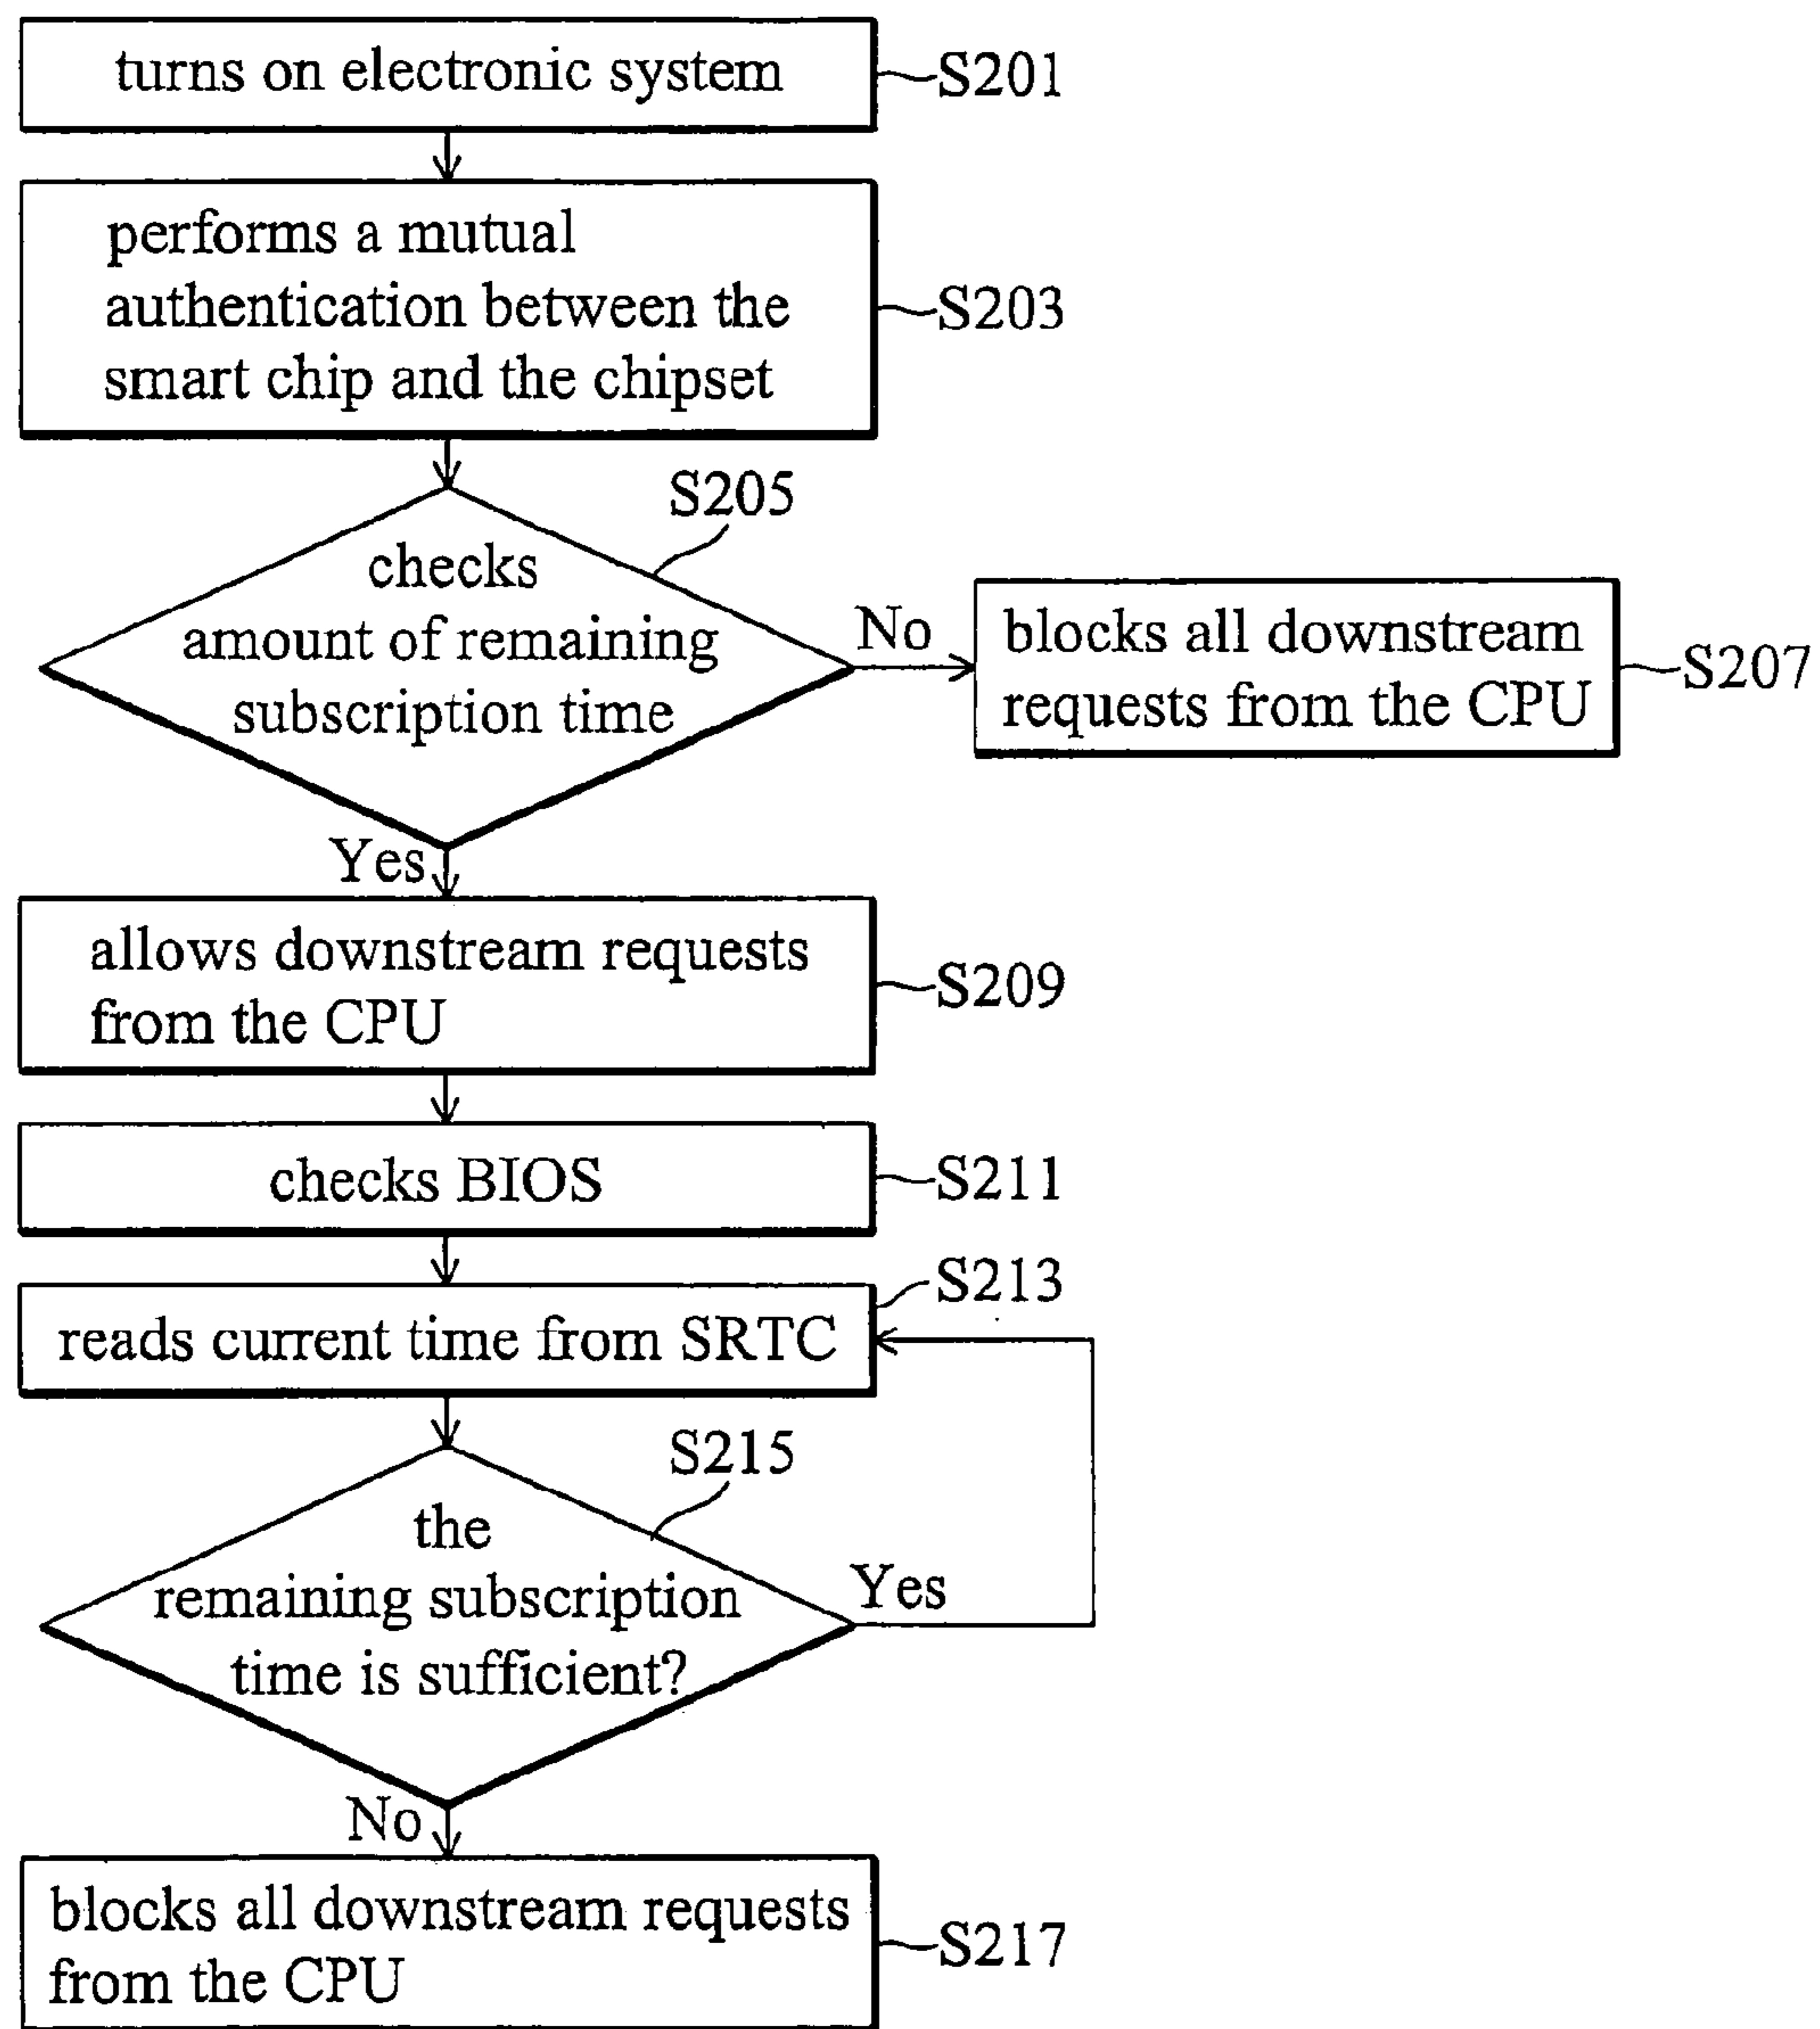 turns on electronic system
S201
performs a mutual
authentication between the
smart chip and the chipset
S203
S205
checks
amount of remaining
subscription time
No
blocks all downstream
requests from the CPU
S207
Yes
allows downstream requests
from the CPU
S209
checks BIOS
S211
S213
reads current time from SRTC
S215
the
remaining subscription
time is sufficient?
Yes
No
blocks all downstream requests
from the CPU
S217